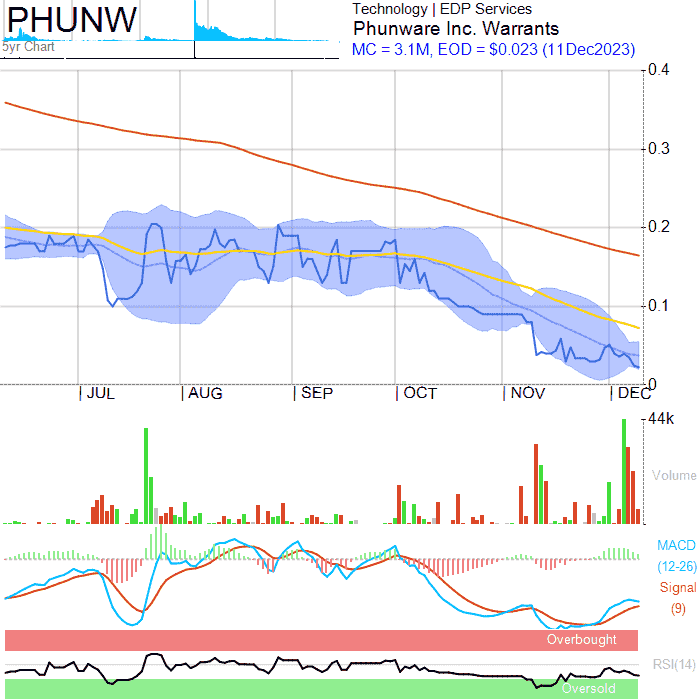 PHUNW
5yr Chart
Technology | EDP Services
Phunware Inc. Warrants
MC = 3.1M, EOD = $0.023 (11Dec2023)
0.4
0.3
0.2
0.1
0
JUL AUG SEP OCT NOV DEC
44k
Volume
MACD
(12-26)
Signal
(9)
Overbought
RSI(14)
Oversold